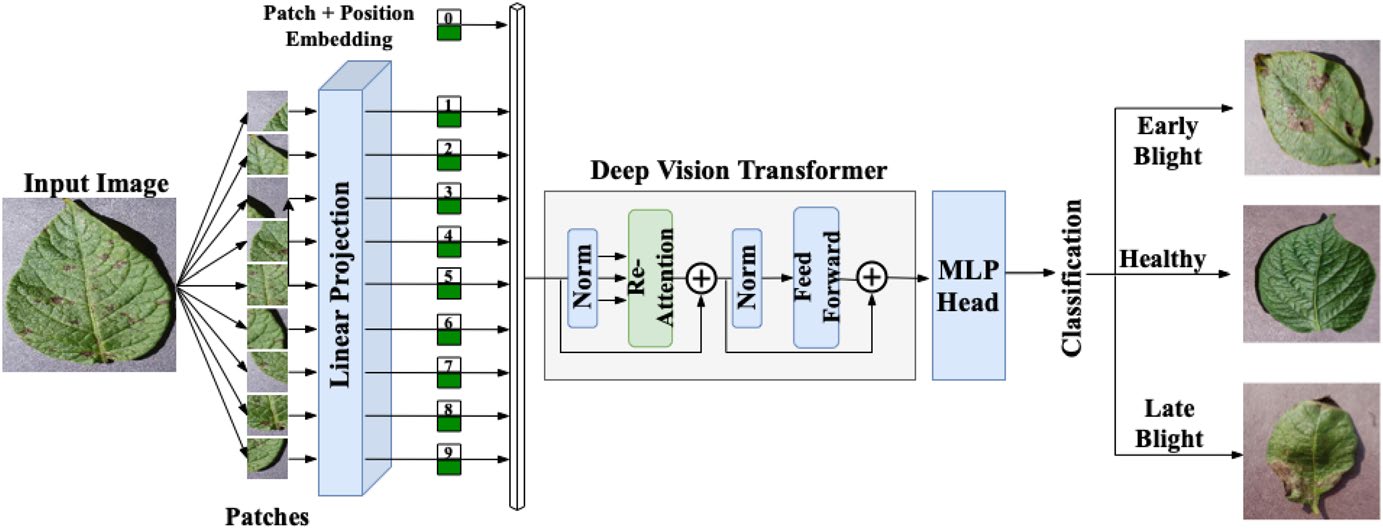 Patch + Position
Embedding
0
1
2
3
4
5
6
7
8
9
Input Image
Linear Projection
Patches
Deep Vision Transformer
Norm
Re-
Attention
Norm
Feed
Forward
MLP
Head
Classification
Early
Blight
Healthy
Late
Blight